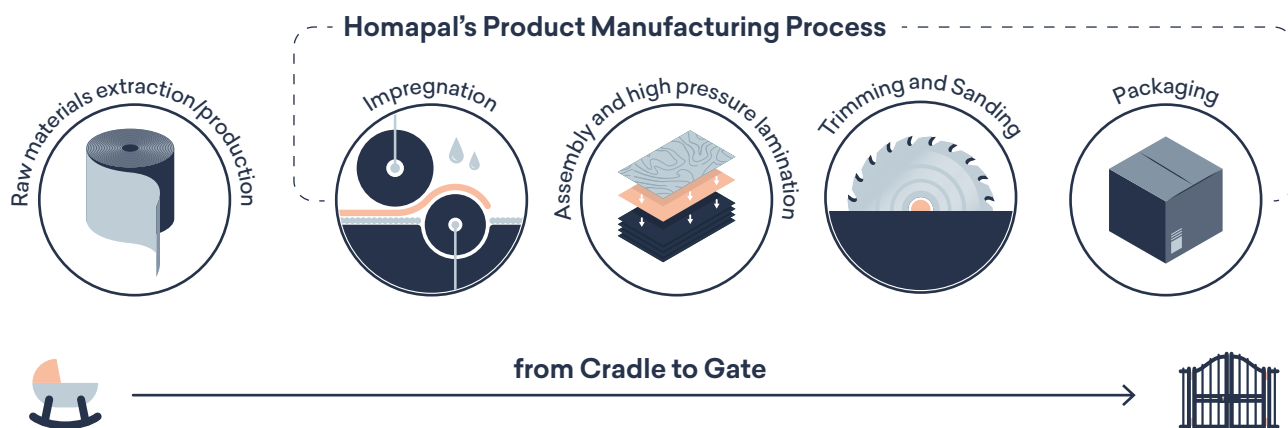 Homapal's Product Manufacturing Process
Raw materials extraction/production
Impregnation
Assembly and high pressure lamination
Trimming and Sanding
Packaging
from Cradle to Gate